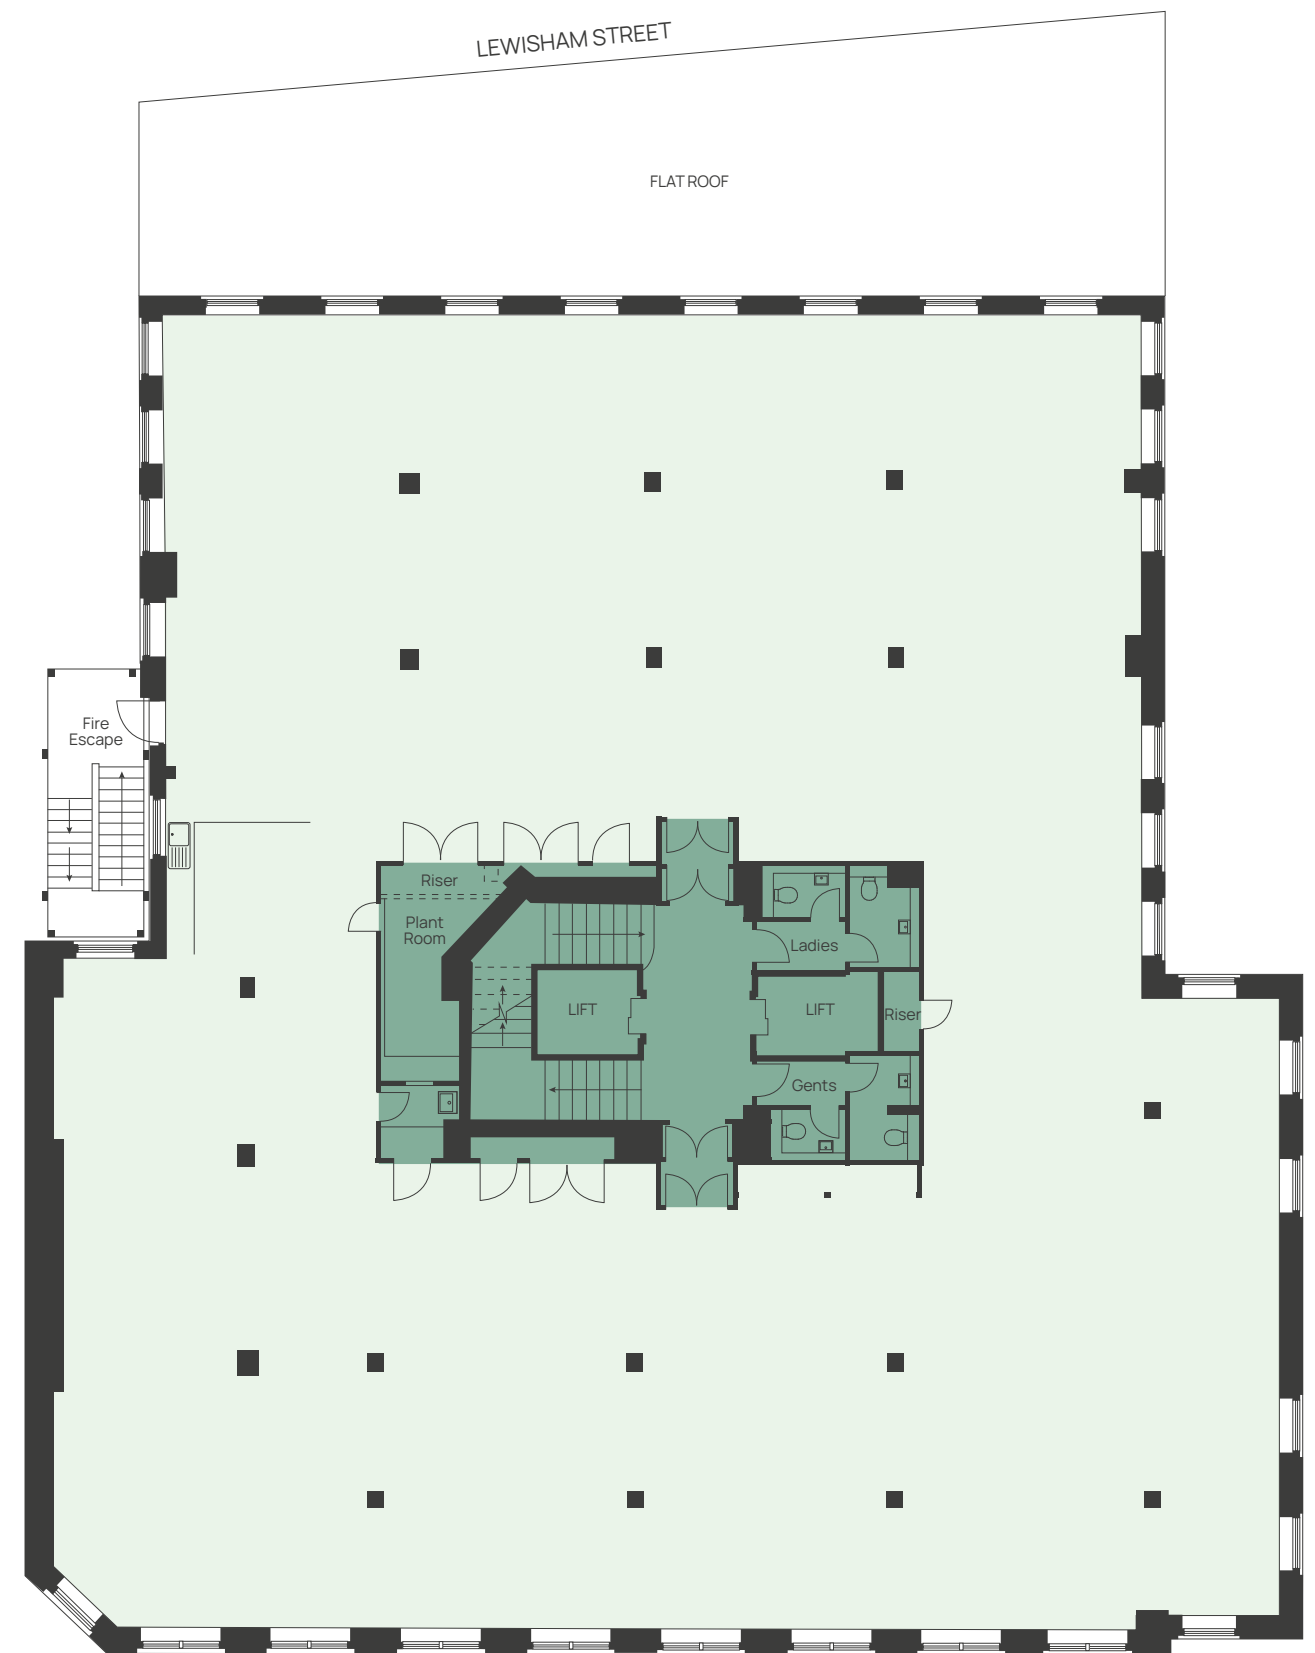 LEWISHAM STREET
FLAT ROOF
Fire
Escape
Riser
Plant
Room
Ladies
LIFT
LIFT
Riser
Gents